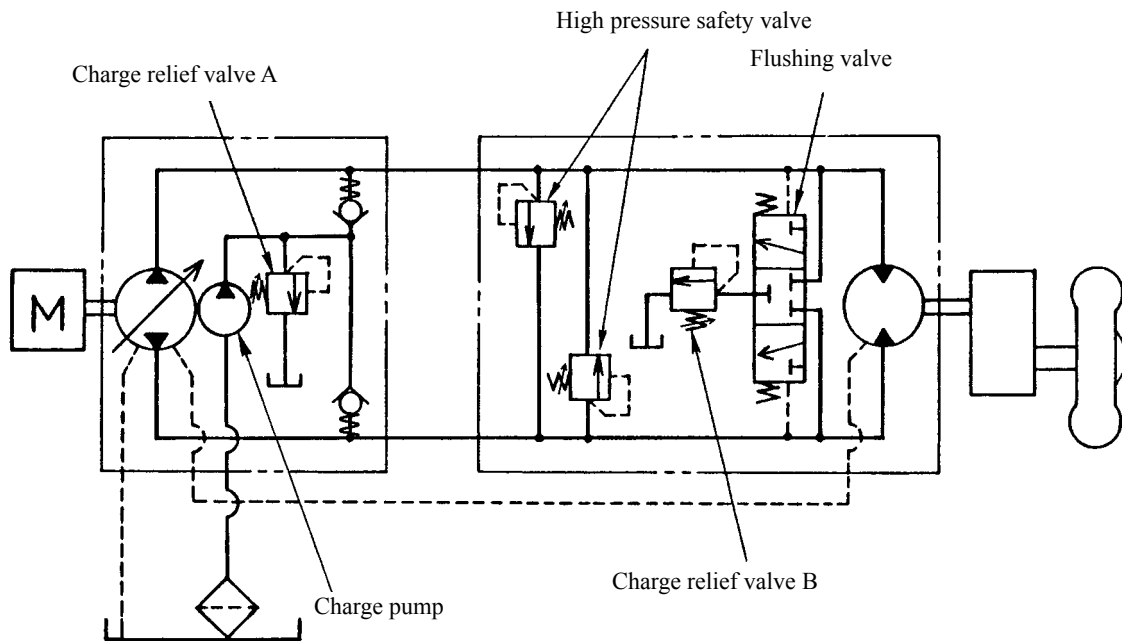 High pressure safety valve
Flushing valve
Charge relief valve A
M
Charge relief valve B
Charge pump